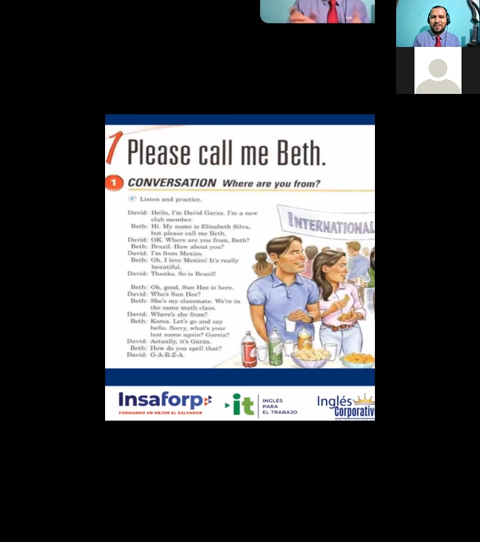 1 Please call me Beth.
1 CONVERSATION Where are you from?
Listen and practice.
David: Hello, I'm David Garza. I'm a new
club member.
Beth: Hi. My name is Elizabeth Silva,
but please call me Beth.
David: OK. Where are you from, Beth?
Beth: Brazil. How about you?
David: I'm from Mexico.
Beth: Oh, I love Mexico! It's really
beautiful.
David: Thanks. So is Brazil!
Beth: Oh, good. Sun Hee is here.
David: Who's Sun Hee?
Beth: She's my classmate. We're in
the same math class.
David: Where's she from?
Beth: Korea. Let's go and say
hello. Sorry, what's your
last name again? Garcia?
David: Actually, it's Garza.
Beth: How do you spell that?
David: G-A-R-Z-A.
INTERNATIONAL
Insaforp
FORMANDO UN MEJOR EL SALVADOR
it
INGLÉS
PARA
EL TRABAJO
Inglés
Corporativo